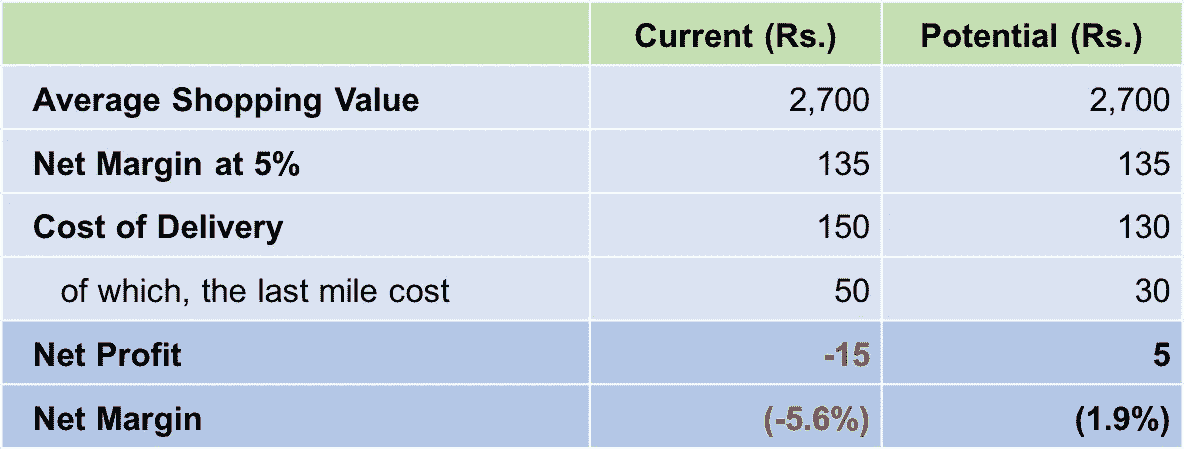 Current (Rs.) Potential (Rs.)
Average Shopping Value 2,700 2,700
Net Margin at 5% 135 135
Cost of Delivery 150 130
of which, the last mile cost 50 30
Net Profit -15 5
Net Margin (-5.6%) (1.9%)